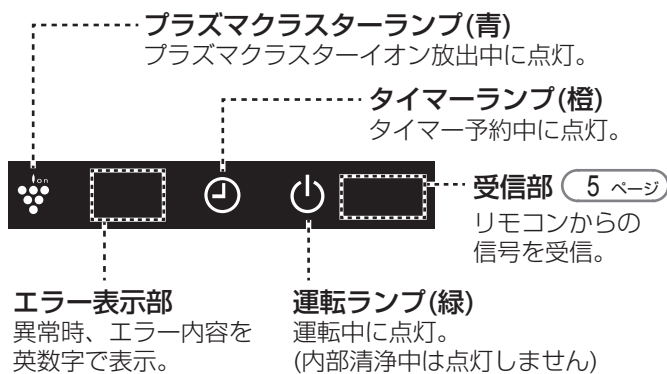 プラズマクラスターランプ(青)
プラズマクラスターイオン放出中に点灯。
タイマーランプ(橙)
タイマー予約中に点灯。
ion
受信部 5 ページ
リモコンからの
信号を受信。
エラー表示部
異常時、エラー内容を
英数字で表示。
運転ランプ(緑)
運転中に点灯。
(内部清浄中は点灯しません)